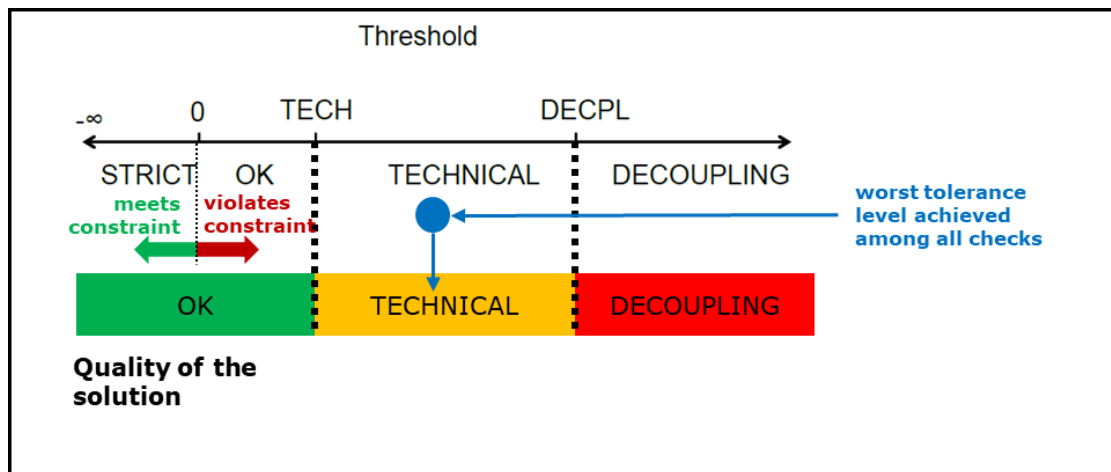 Threshold
-∞ 0 TECH DECPL
STRICT OK TECHNICAL DECOUPLING
meets constraint
violates constraint
worst tolerance
level achieved
among all checks
OK TECHNICAL DECOUPLING
Quality of the
solution